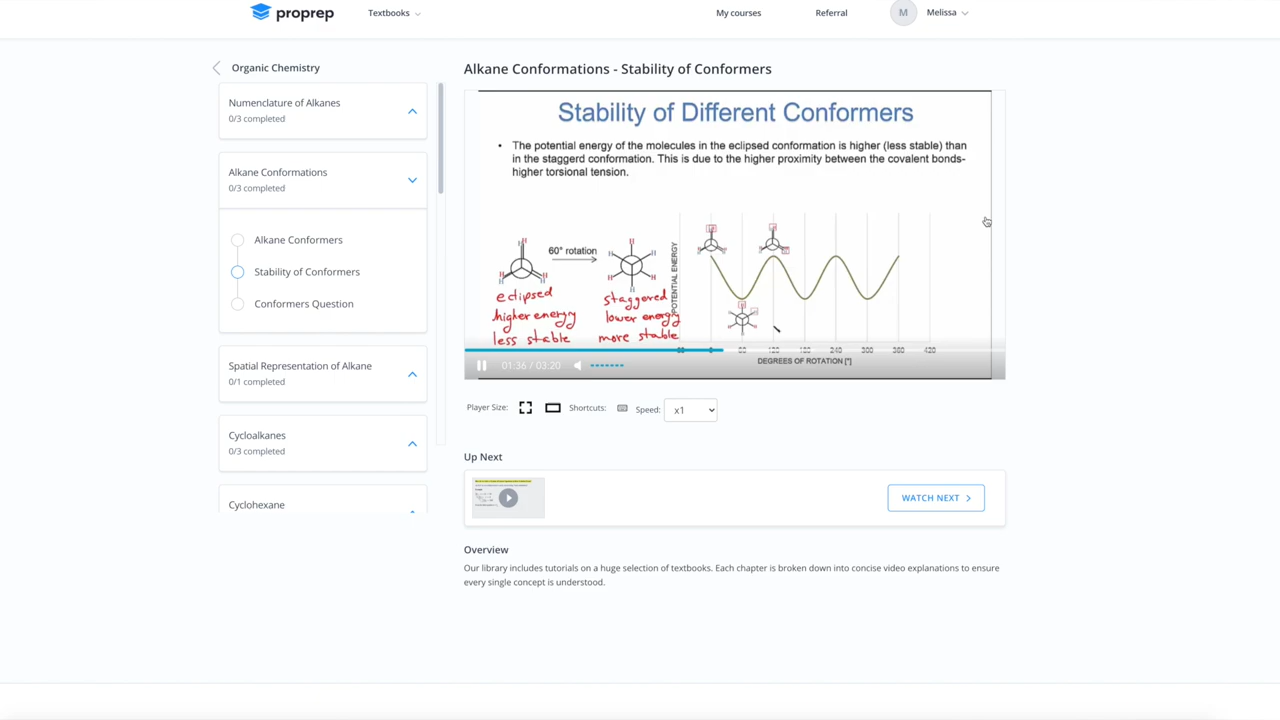 proprep
Textbooks
My courses
Referral
M
Melissa
Organic Chemistry
Numenclature of Alkanes
0/3 completed
Alkane Conformations
0/3 completed
Alkane Conformers
Stability of Conformers
Conformers Question
Spatial Representation of Alkane
0/1 completed
Cycloalkanes
0/3 completed
Cyclohexane
Alkane Conformations - Stability of Conformers
Stability of Different Conformers
• The potential energy of the molecules in the eclipsed conformation is higher (less stable) than
in the staggerd conformation. This is due to the higher proximity between the covalent bonds-
higher torsional tension.
60° rotation
eclipsed
higher energy
less stable
staggered
lower energy
more stable
POTENTIAL ENERGY
60 120 180 240 300 360 420
DEGREES OF ROTATION [°]
01:36 / 03:20
Player Size:
Shortcuts:
Speed:
x1
Up Next
WATCH NEXT
Overview
Our library includes tutorials on a huge selection of textbooks. Each chapter is broken down into concise video explanations to ensure
every single concept is understood.